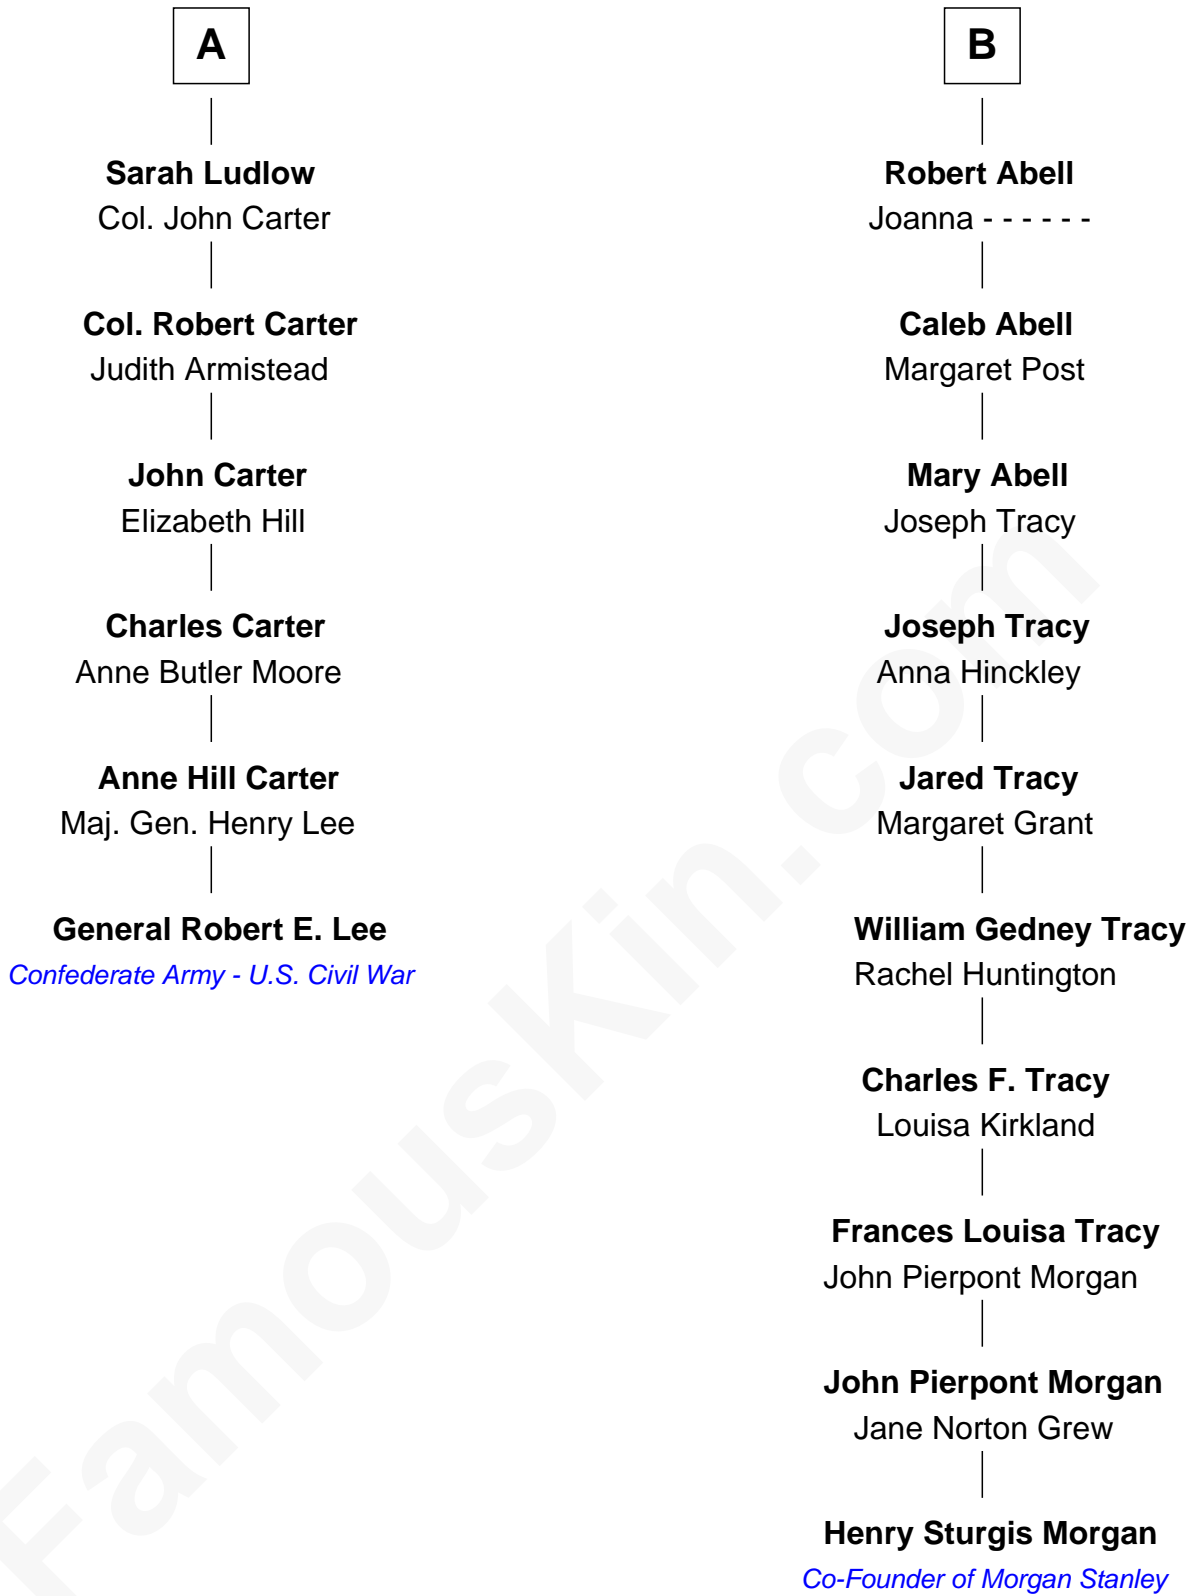 A
Sarah Ludlow
Col. John Carter
Col. Robert Carter
Judith Armistead
John Carter
Elizabeth Hill
Charles Carter
Anne Butler Moore
Anne Hill Carter
Maj. Gen. Henry Lee
General Robert E. Lee
Confederate Army - U.S. Civil War
B
Robert Abell
Joanna - - - - - -
Caleb Abell
Margaret Post
Mary Abell
Joseph Tracy
Joseph Tracy
Anna Hinckley
Jared Tracy
Margaret Grant
William Gedney Tracy
Rachel Huntington
Charles F. Tracy
Louisa Kirkland
Frances Louisa Tracy
John Pierpont Morgan
John Pierpont Morgan
Jane Norton Grew
Henry Sturgis Morgan
Co-Founder of Morgan Stanley
FamousKin.com